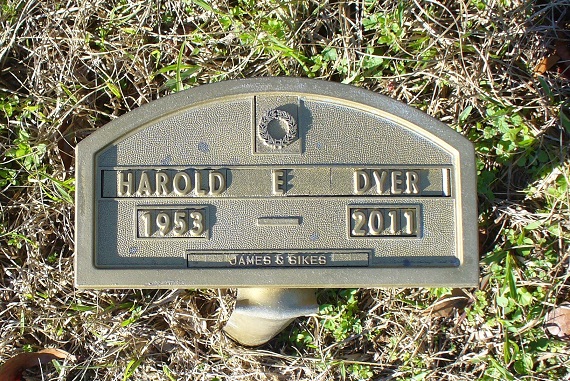 HAROLD E DYER
1953 — 2011
JAMES & SIKES